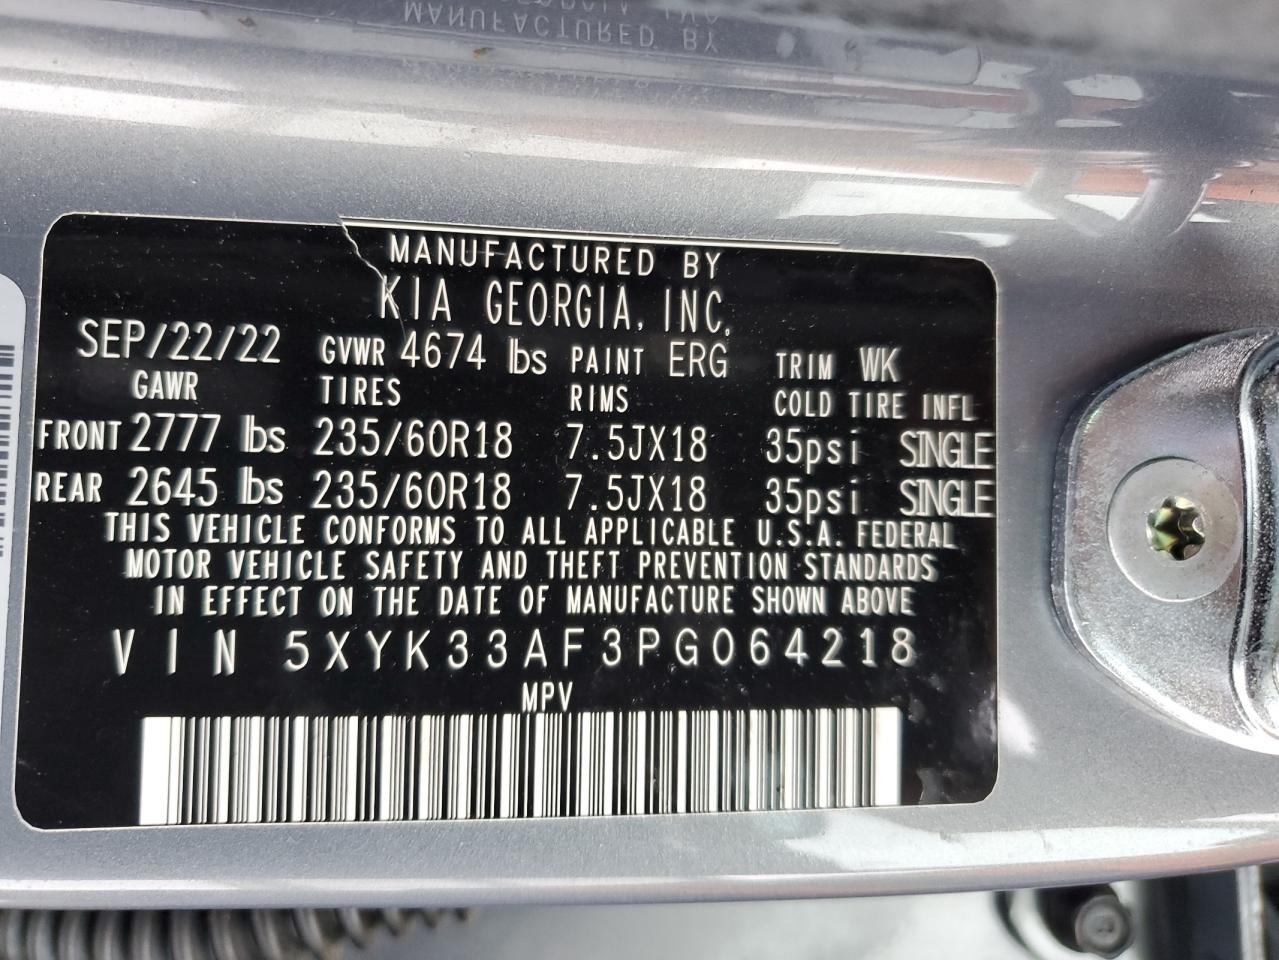 MANUFACTURED BY
MANUFACTURED BY
KIA GEORGIA, INC.
SEP/22/22 GVWR 4674 lbs PAINT ERG TRIM WK
GAWR TIRES RIMS COLD TIRE INFL
FRONT 2777 lbs 235/60R18 7.5JX18 35psi SINGLE
REAR 2645 lbs 235/60R18 7.5JX18 35psi SINGLE
THIS VEHICLE CONFORMS TO ALL APPLICABLE U.S.A. FEDERAL
MOTOR VEHICLE SAFETY AND THEFT PREVENTION STANDARDS
IN EFFECT ON THE DATE OF MANUFACTURE SHOWN ABOVE
VIN 5XYK33AF3PG064218
MPV